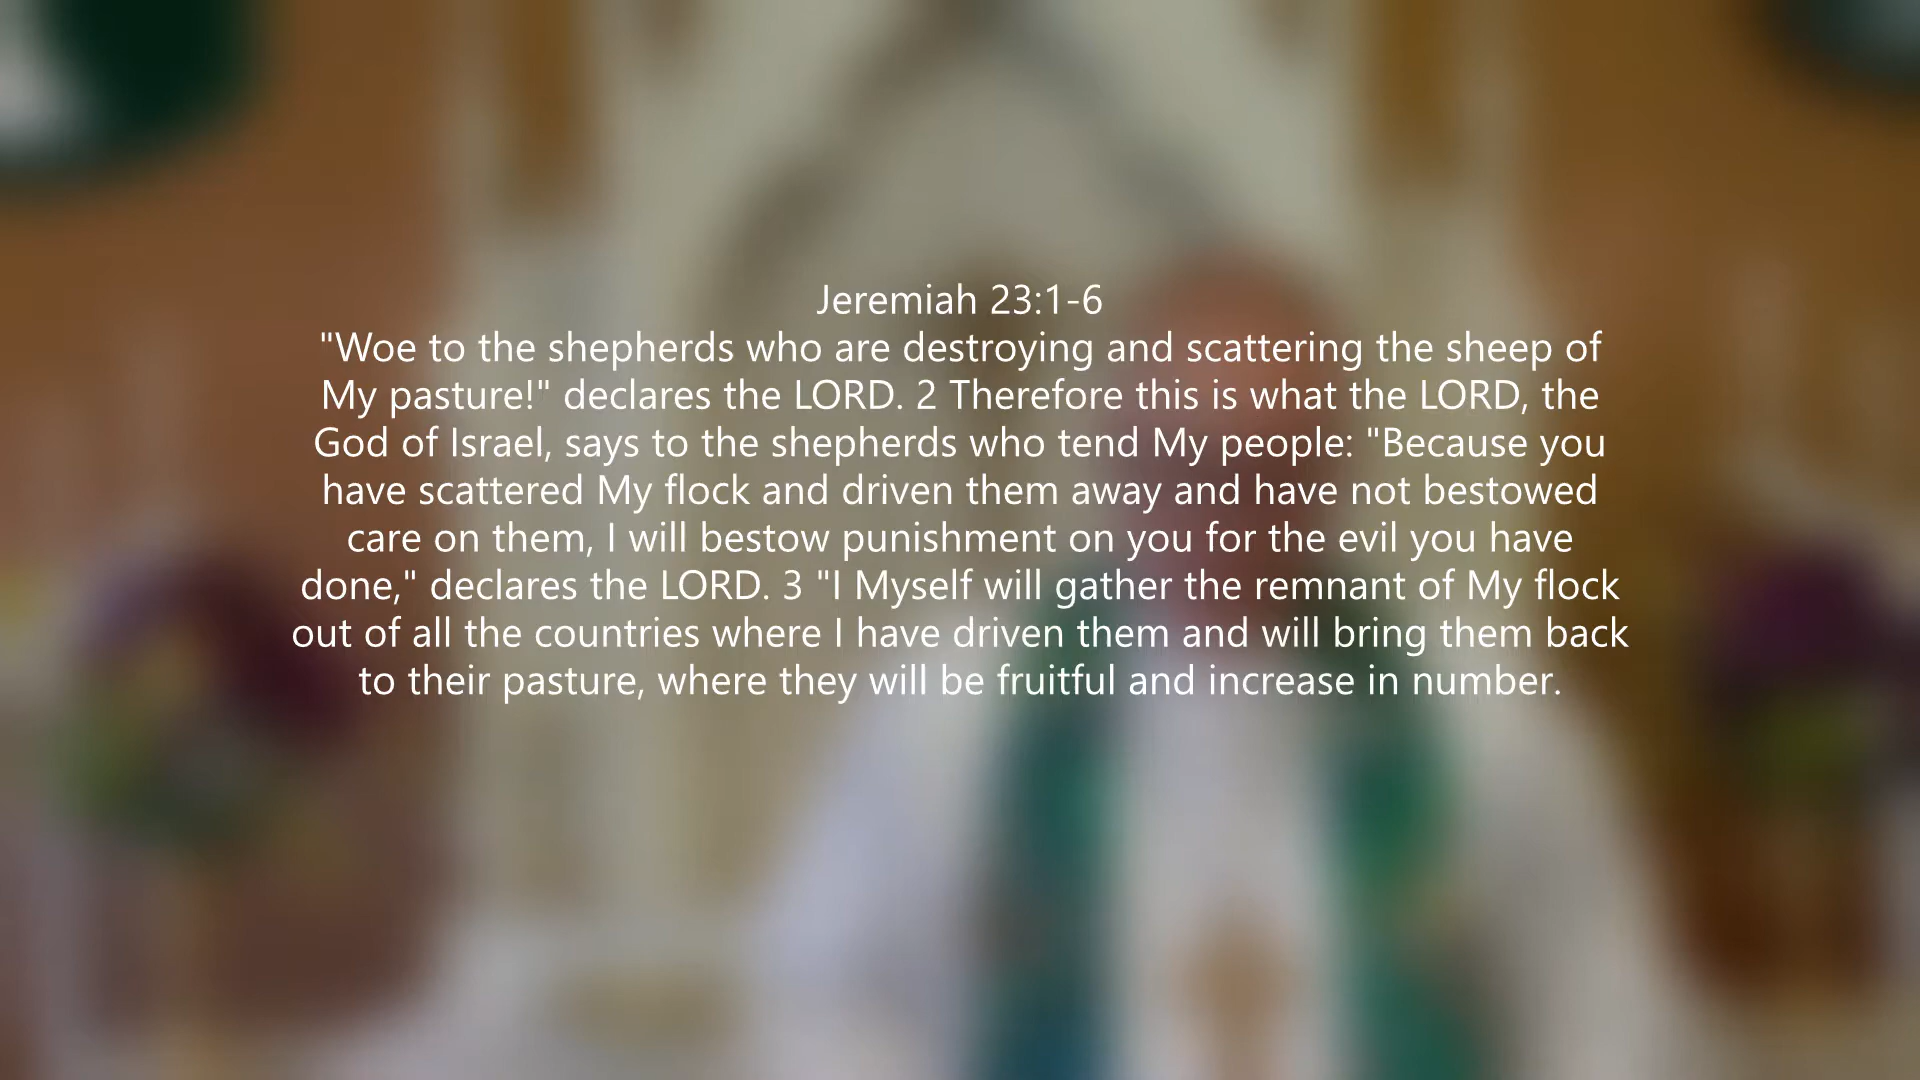 Jeremiah 23:1-6
"Woe to the shepherds who are destroying and scattering the sheep of
My pasture!" declares the LORD. 2 Therefore this is what the LORD, the
God of Israel, says to the shepherds who tend My people: "Because you
have scattered My flock and driven them away and have not bestowed
care on them, I will bestow punishment on you for the evil you have
done," declares the LORD. 3 "I Myself will gather the remnant of My flock
out of all the countries where I have driven them and will bring them back
to their pasture, where they will be fruitful and increase in number.